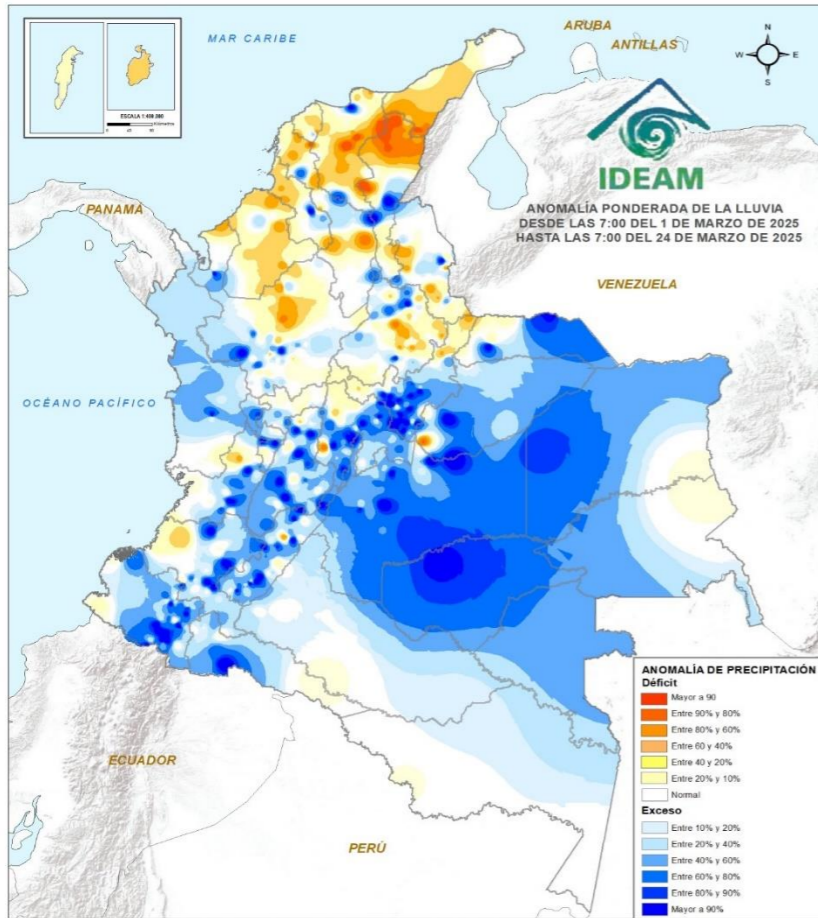 MAR CARIBE
ARUBA
ANTILLAS
N
W
E
S
ESCALA 1:450.000
Kilómetros
IDEAM
PANAMÁ
ANOMALÍA PONDERADA DE LA LLUVIA
DESDE LAS 7:00 DEL 1 DE MARZO DE 2025
HASTA LAS 7:00 DEL 24 DE MARZO DE 2025
VENEZUELA
OCÉANO PACÍFICO
ECUADOR
PERÚ
ANOMALÍA DE PRECIPITACIÓN
Déficit
Mayor a 90
Entre 90% y 80%
Entre 80% y 60%
Entre 60 y 40%
Entre 40 y 20%
Entre 20% y 10%
Normal
Exceso
Entre 10% y 20%
Entre 20% y 40%
Entre 40% y 60%
Entre 60% y 80%
Entre 80% y 90%
Mayor a 90%